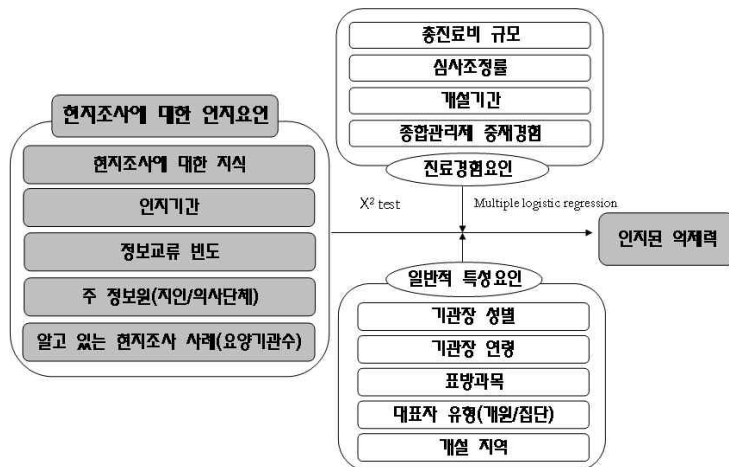 현지조사에 대한 인지요인
현지조사에 대한 지식
인지기간
정보교류 빈도
주 정보원(지인/의사단체)
알고 있는 현지조사 사례(요양기관수)
총진료비 규모
심사조정률
개설기간
종합관리제 중재경험
진료경험요인
X² test
Multiple logistic regression
인지된 억제력
일반적 특성요인
기관장 성별
기관장 연령
표방과목
대표자 유형(개원/집단)
개설 지역